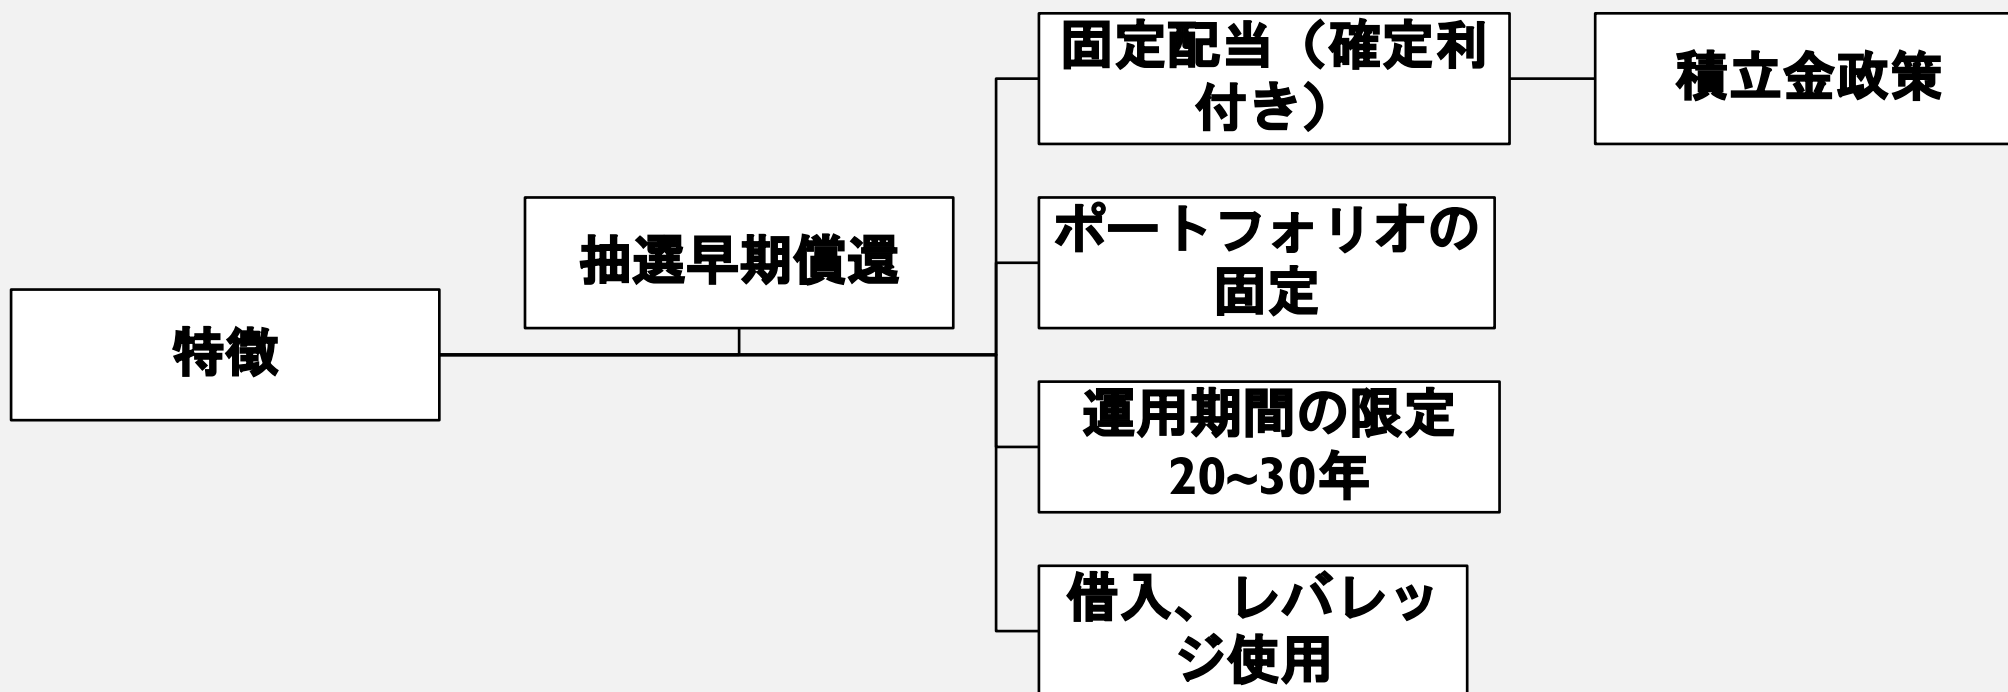 特徴
抽選早期償還
固定配当（確定利
付き）
積立金政策
ポートフォリオの
固定
運用期間の限定
20~30年
借入、レバレッ
ジ使用